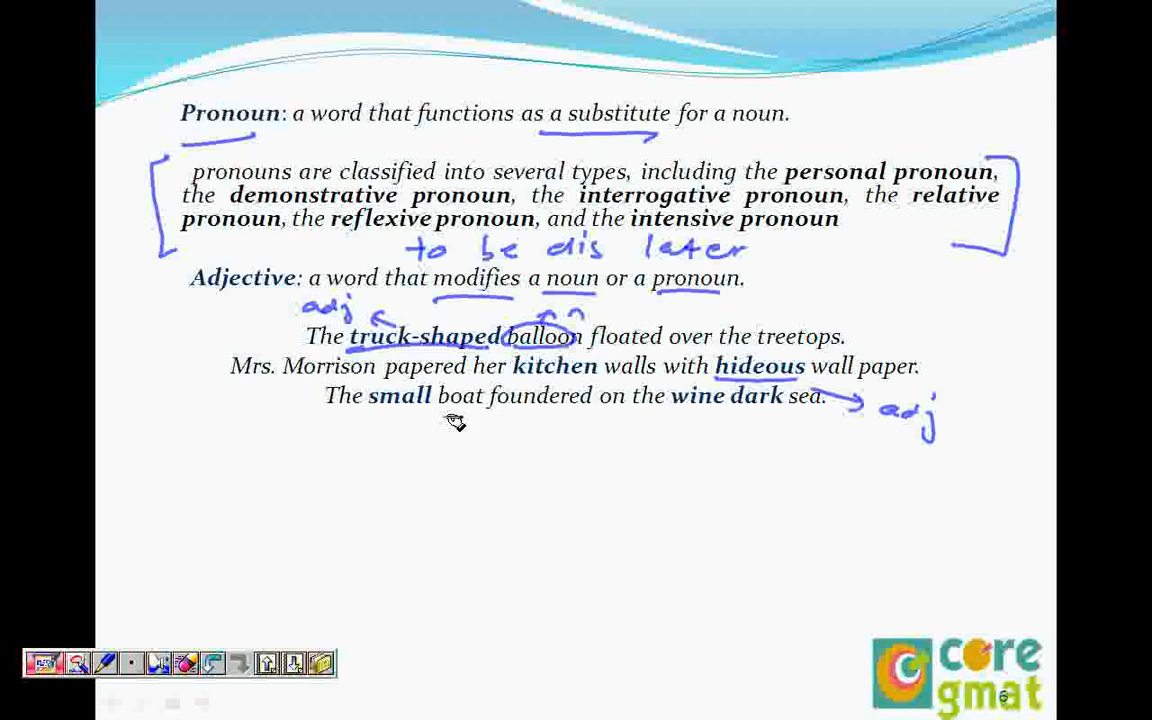 Pronoun: a word that functions as a substitute for a noun.
pronouns are classified into several types, including the personal pronoun,
the demonstrative pronoun, the interrogative pronoun, the relative
pronoun, the reflexive pronoun, and the intensive pronoun
to be dis later
Adjective: a word that modifies a noun or a pronoun.
adj
The truck-shaped balloon floated over the treetops.
Mrs. Morrison papered her kitchen walls with hideous wall paper.
The small boat foundered on the wine dark sea.
adj
core
gmat
6